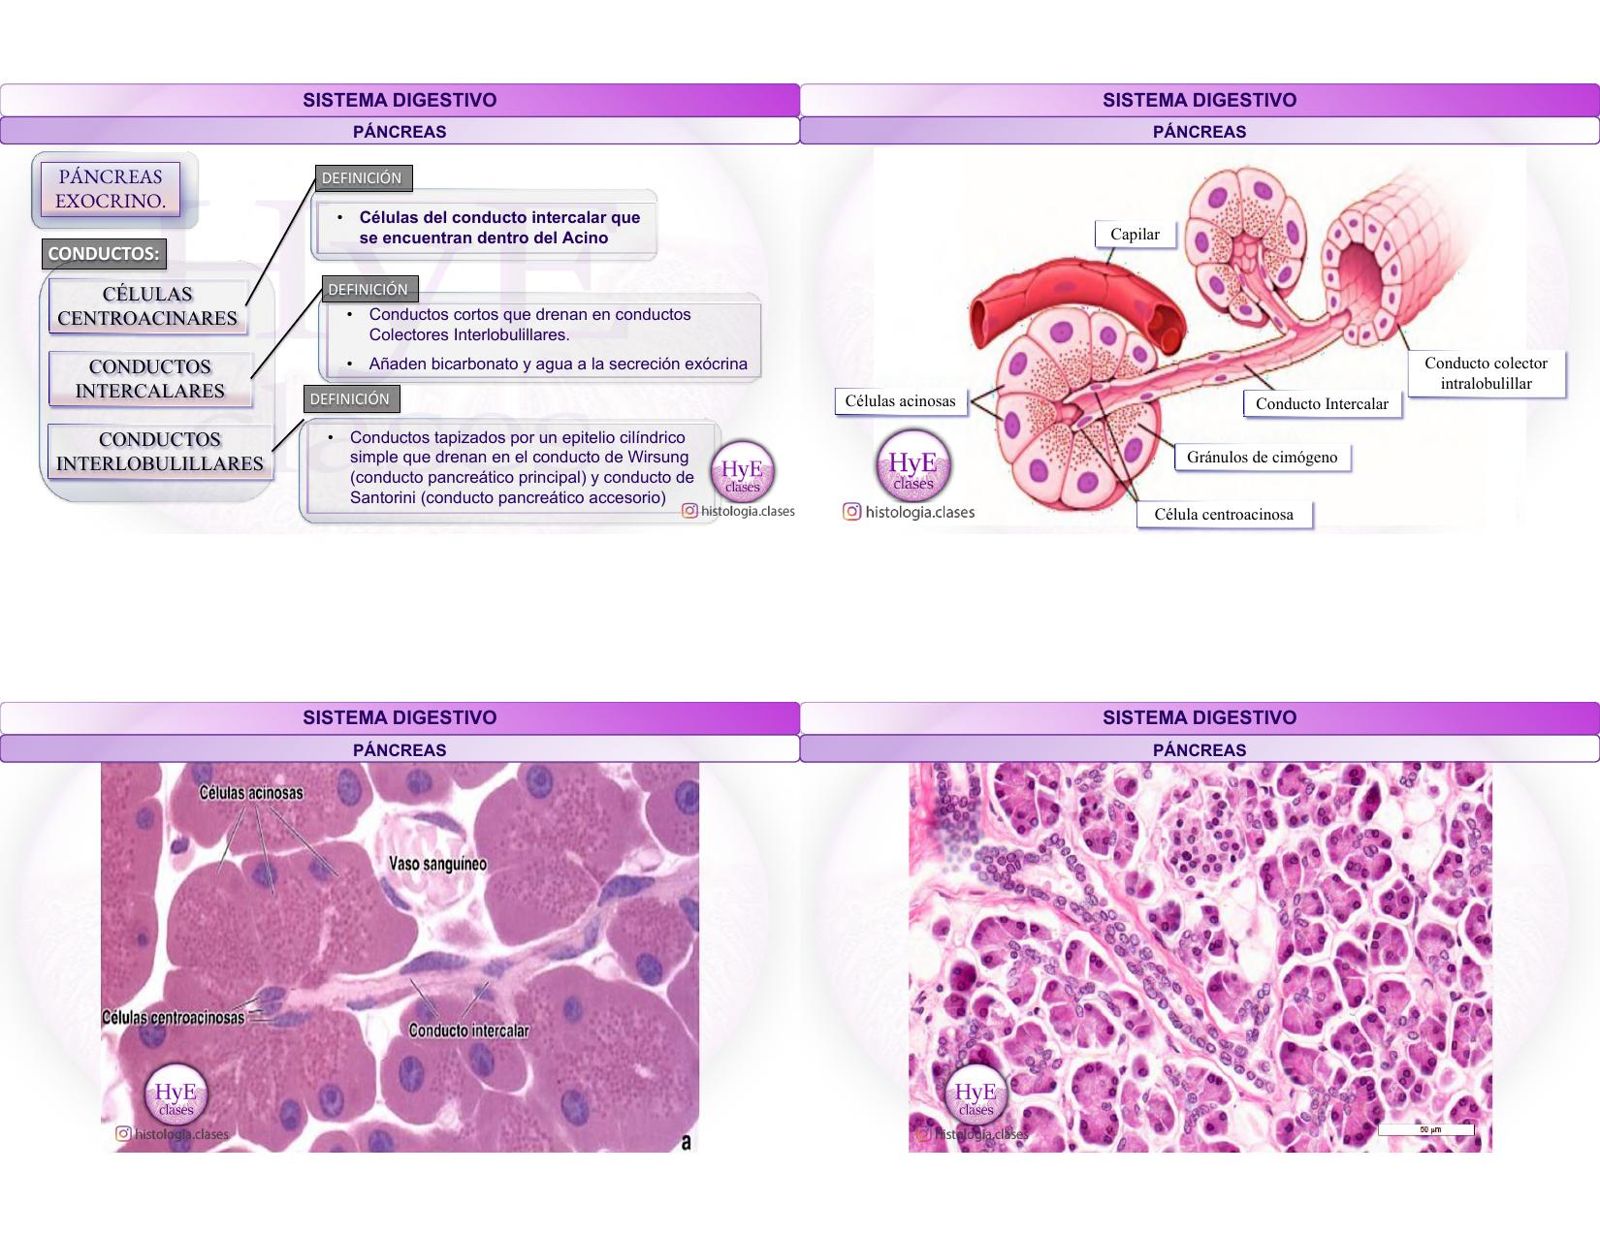 SISTEMA DIGESTIVO
PÁNCREAS
PÁNCREAS
EXOCRINO.
CONDUCTOS:
CÉLULAS
CENTROACINARES
CONDUCTOS
INTERCALARES
CONDUCTOS
INTERLOBULILLARES
DEFINICIÓN
• Células del conducto intercalar que
se encuentran dentro del Acino
DEFINICIÓN
• Conductos cortos que drenan en conductos
Colectores Interlobulillares.
• Añaden bicarbonato y agua a la secreción exócrina
DEFINICIÓN
• Conductos tapizados por un epitelio cilíndrico
simple que drenan en el conducto de Wirsung
(conducto pancreático principal) y conducto de
Santorini (conducto pancreático accesorio)
HyE
clases
histologia.clases
SISTEMA DIGESTIVO
PÁNCREAS
Capilar
Células acinosas
Conducto colector
intralobulillar
Conducto Intercalar
Gránulos de cimógeno
Célula centroacinosa
HyE
clases
histologia.clases
SISTEMA DIGESTIVO
PÁNCREAS
Células acinosas
Vaso sanguíneo
Células centroacinosas
Conducto intercalar
HyE
clases
histologia.clases
a
SISTEMA DIGESTIVO
PÁNCREAS
HyE
clases
histologia.clases
50 µm